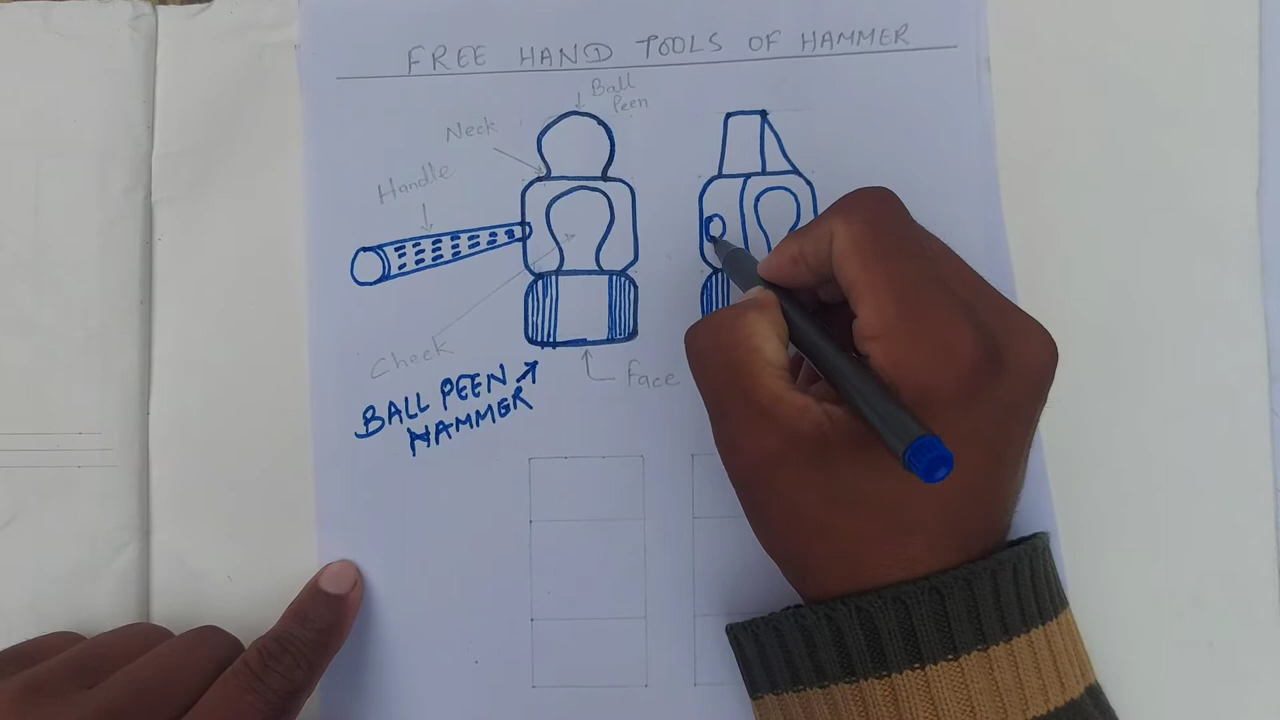 FREE HAND TOOLS OF HAMMER
Ball
Peen
Neck
Handle
Cheek
Face
BALL PEEN
HAMMER